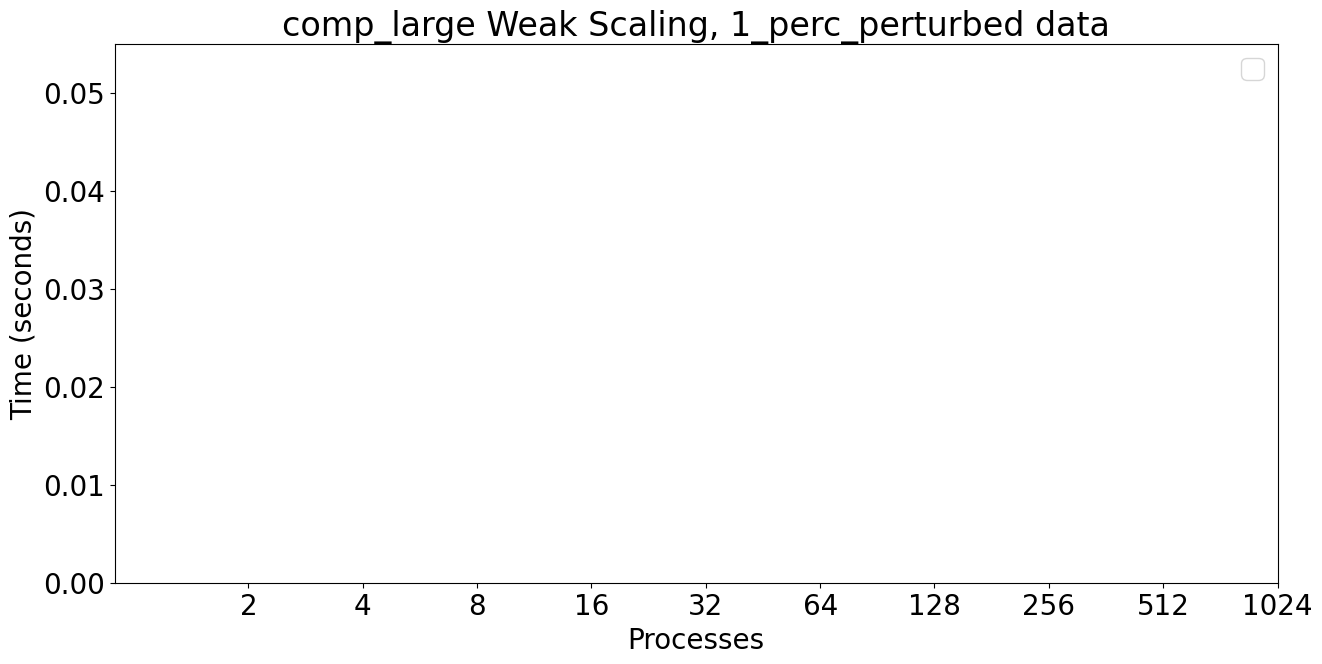 comp_large Weak Scaling, 1_perc_perturbed data
0.05
0.04
0.03
0.02
0.01
0.00
Time (seconds)
2 4 8 16 32 64 128 256 512 1024
Processes